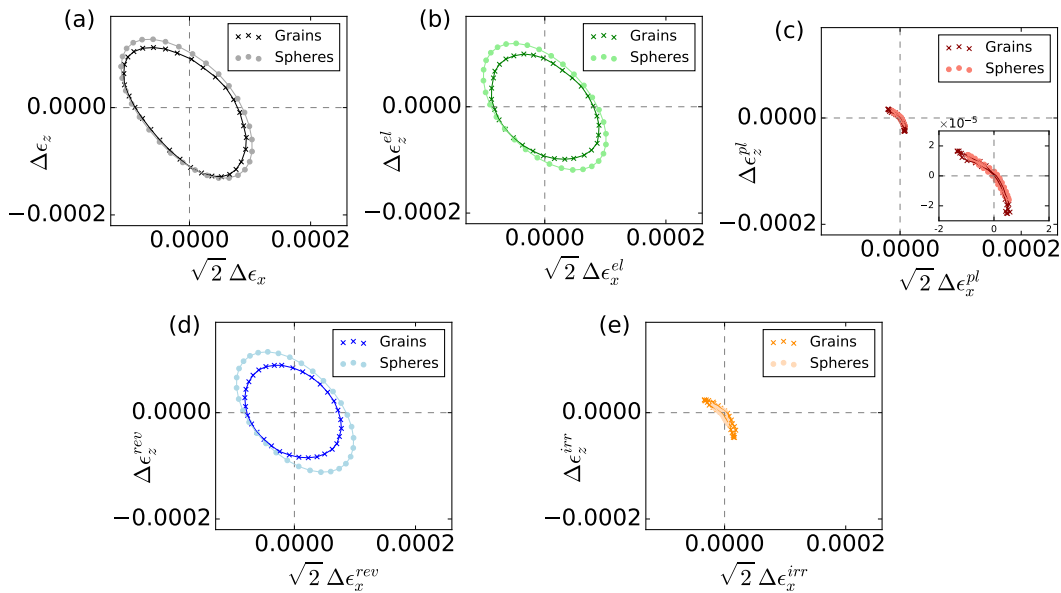 (a)
Grains
Spheres
0.0000
−0.0002
Δϵ_z
0.0000
0.0002
√2 Δϵ_x
(b)
Grains
Spheres
0.0000
−0.0002
Δϵ_z^{el}
0.0000
0.0002
√2 Δϵ_x^{el}
(c)
Grains
Spheres
0.0000
−0.0002
Δϵ_z^{pl}
×10^{−5}
2
0
−2
-2
0
2
0.0000
0.0002
√2 Δϵ_x^{pl}
(d)
Grains
Spheres
0.0000
−0.0002
Δϵ_z^{rev}
0.0000
0.0002
√2 Δϵ_x^{rev}
(e)
Grains
Spheres
0.0000
−0.0002
Δϵ_z^{irr}
0.0000
0.0002
√2 Δϵ_x^{irr}